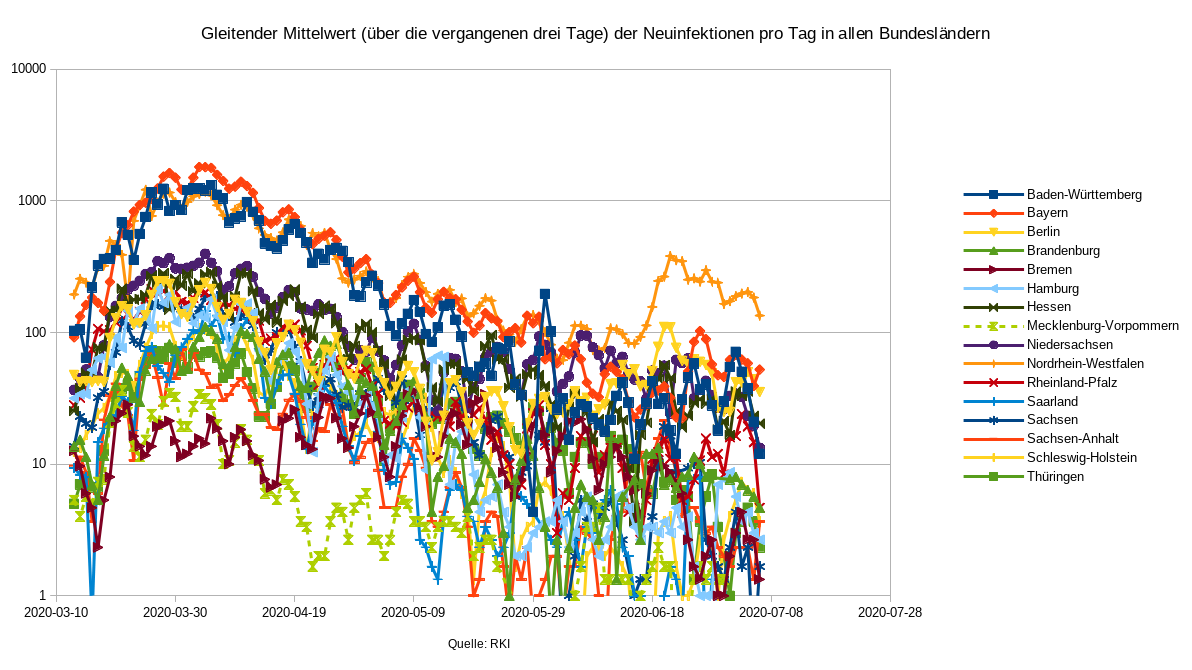 Gleitender Mittelwert (über die vergangenen drei Tage) der Neuinfektionen pro Tag in allen Bundesländern
10000
1000
100
10
1
2020-03-10 2020-03-30 2020-04-19 2020-05-09 2020-05-29 2020-06-18 2020-07-08 2020-07-28
Quelle: RKI
Baden-Württemberg
Bayern
Berlin
Brandenburg
Bremen
Hamburg
Hessen
Mecklenburg-Vorpommern
Niedersachsen
Nordrhein-Westfalen
Rheinland-Pfalz
Saarland
Sachsen
Sachsen-Anhalt
Schleswig-Holstein
Thüringen